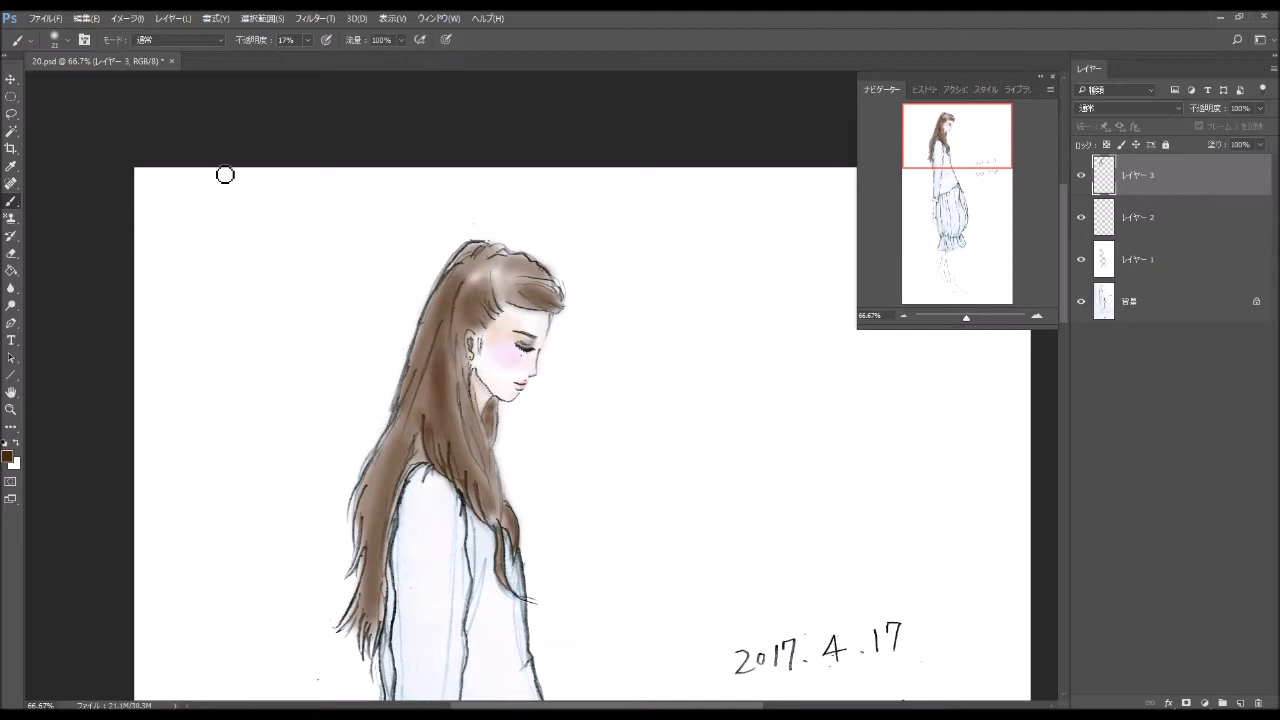 Ps ファイル(F) 編集(E) イメージ(I) レイヤー(L) 書式(Y) 選択範囲(S) フィルター(T) 3D(D) 表示(V) ウィンドウ(W) ヘルプ(H)
21 モード: 通常 不透明度: 17% 流量: 100%
20.psd @ 66.7% (レイヤー 3, RGB/8) * ×
ナビゲーター ヒストリー アクション スタイル ライブラ
66.67%
レイヤー
種類
通常 不透明度: 100%
統一:
ロック: 塗り: 100%
レイヤー 3
レイヤー 2
レイヤー 1
背景
2017.4.17
66.67% ファイル : 21.1M/30.3M